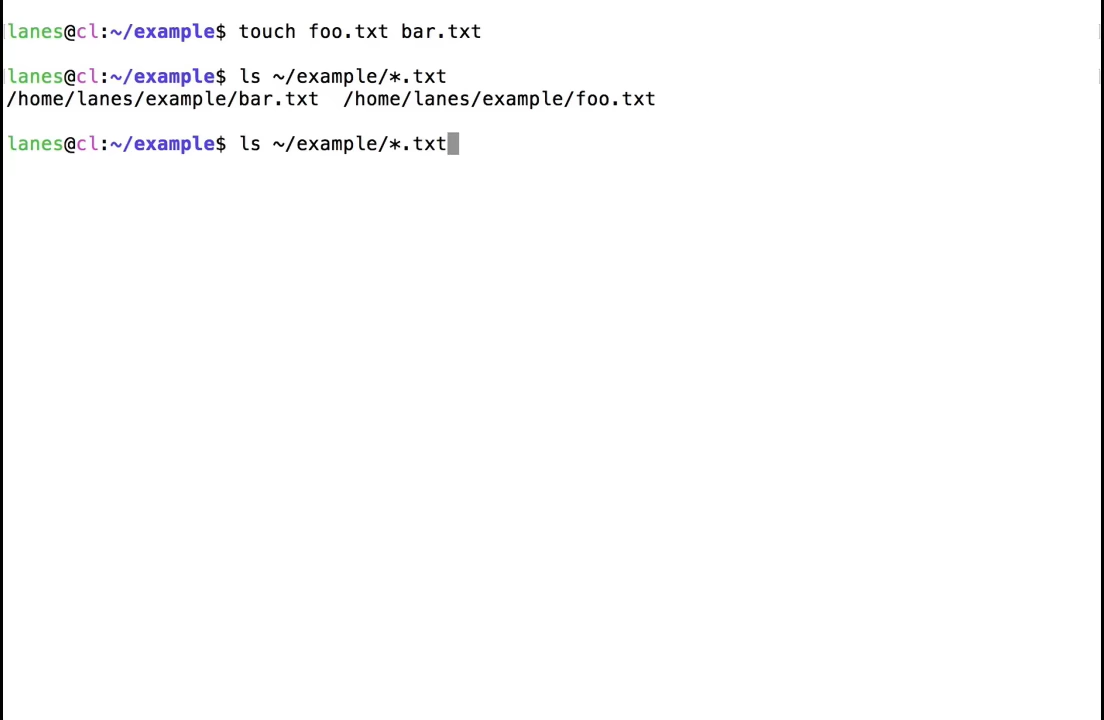 lanes@cl:~/example$ touch foo.txt bar.txt
lanes@cl:~/example$ ls ~/example/*.txt
/home/lanes/example/bar.txt  /home/lanes/example/foo.txt
lanes@cl:~/example$ ls ~/example/*.txt